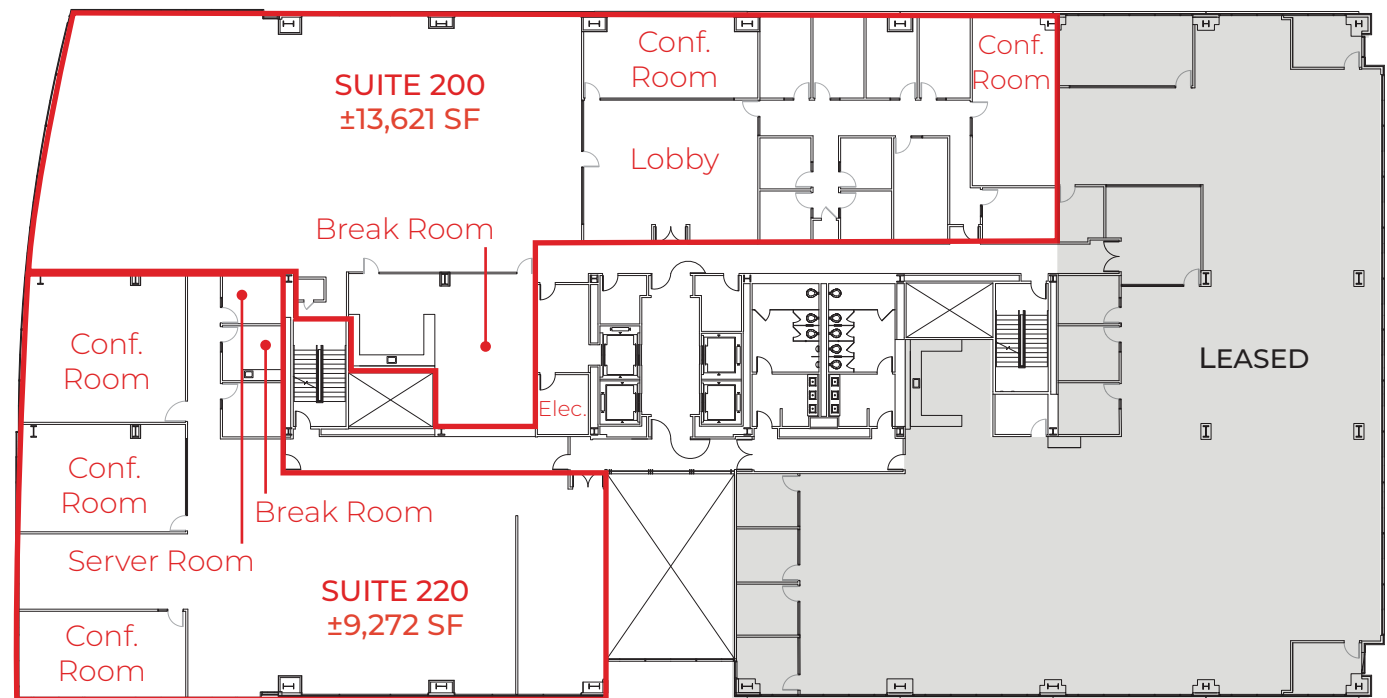 Conf.
Room
Conf.
Room
SUITE 200
±13,621 SF
Lobby
Break Room
Conf.
Room
LEASED
Elec.
Conf.
Room
Break Room
Server Room
SUITE 220
±9,272 SF
Conf.
Room